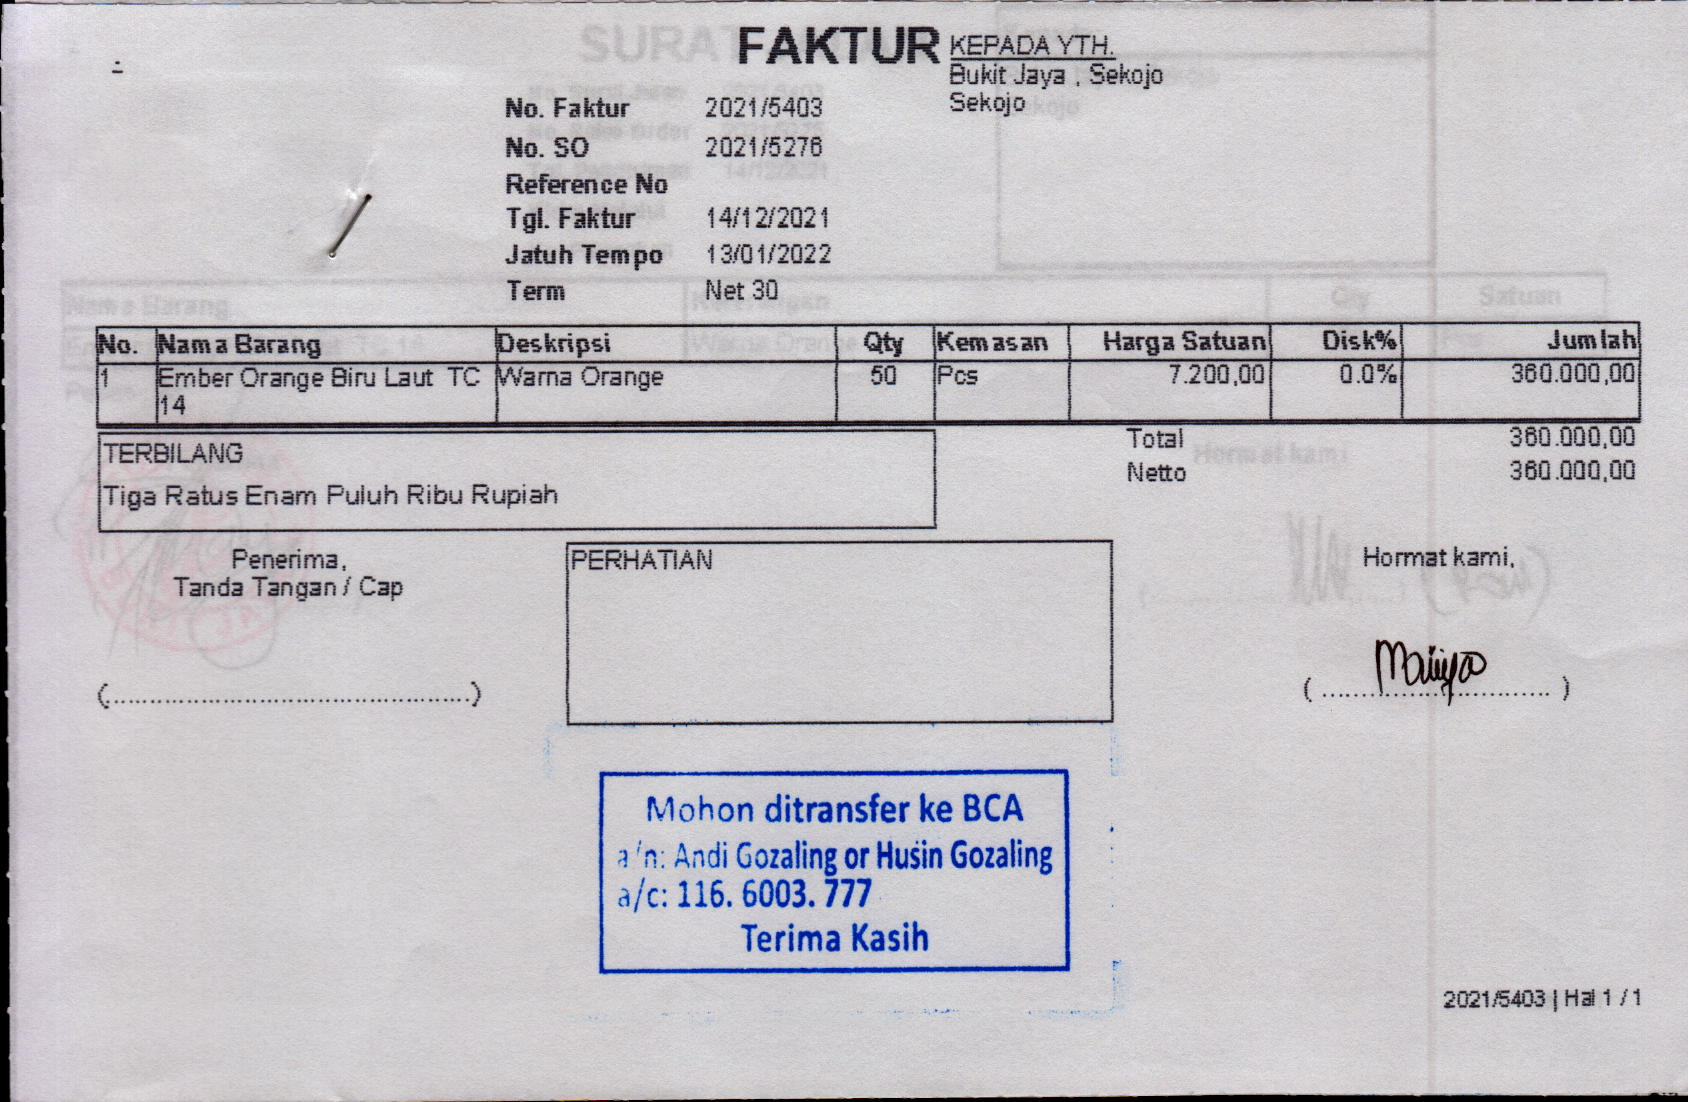 FAKTUR
KEPADA YTH.
Bukit Jaya , Sekojo
Sekojo
No. Faktur 2021/5403
No. SO 2021/5276
Reference No
Tgl. Faktur 14/12/2021
Jatuh Tempo 13/01/2022
Term Net 30
No. Nama Barang Deskripsi Qty Kemasan Harga Satuan Disk% Jumlah
1 Ember Orange Biru Laut TC Warna Orange 50 Pcs 7.200,00 0.0% 360.000,00
14
Total 360.000,00
Netto 360.000,00
TERBILANG
Tiga Ratus Enam Puluh Ribu Rupiah
Penerima,
Tanda Tangan / Cap
(................................................)
PERHATIAN
Hormat kami,
(..............................)
Mohon ditransfer ke BCA
a/n: Andi Gozaling or Husin Gozaling
a/c: 116. 6003. 777
Terima Kasih
2021/5403 | Hal 1 / 1